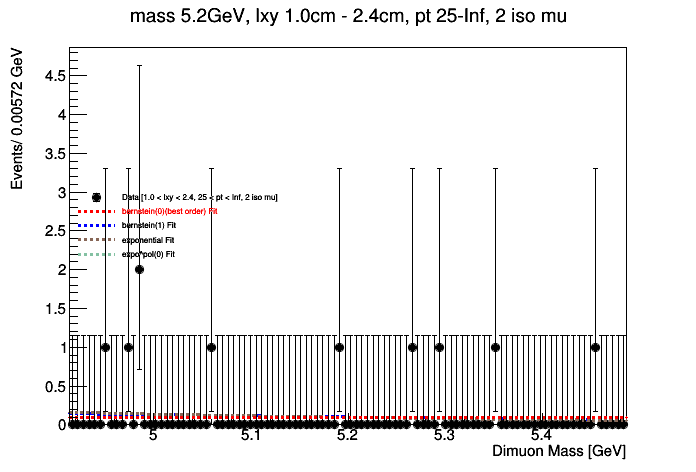 mass 5.2GeV, lxy 1.0cm - 2.4cm, pt 25-Inf, 2 iso mu
Events/ 0.00572 GeV
4.5
4
3.5
3
2.5
2
1.5
1
0.5
0
Data [1.0 < lxy < 2.4, 25 < pt < Inf, 2 iso mu]
bernstein(0)(best order) Fit
bernstein(1) Fit
exponential Fit
expo*pol(0) Fit
5 5.1 5.2 5.3 5.4
Dimuon Mass [GeV]